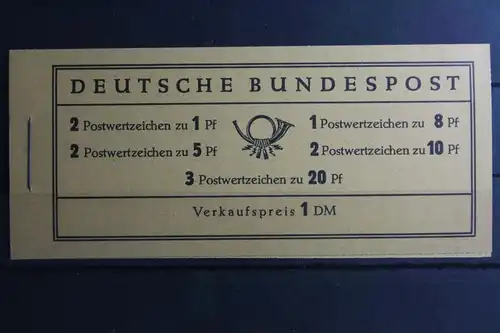 DEUTSCHE BUNDESPOST
2 Postwertzeichen zu 1 Pf 1 Postwertzeichen zu 8 Pf
2 Postwertzeichen zu 5 Pf 2 Postwertzeichen zu 10 Pf
3 Postwertzeichen zu 20 Pf
Verkaufspreis 1 DM